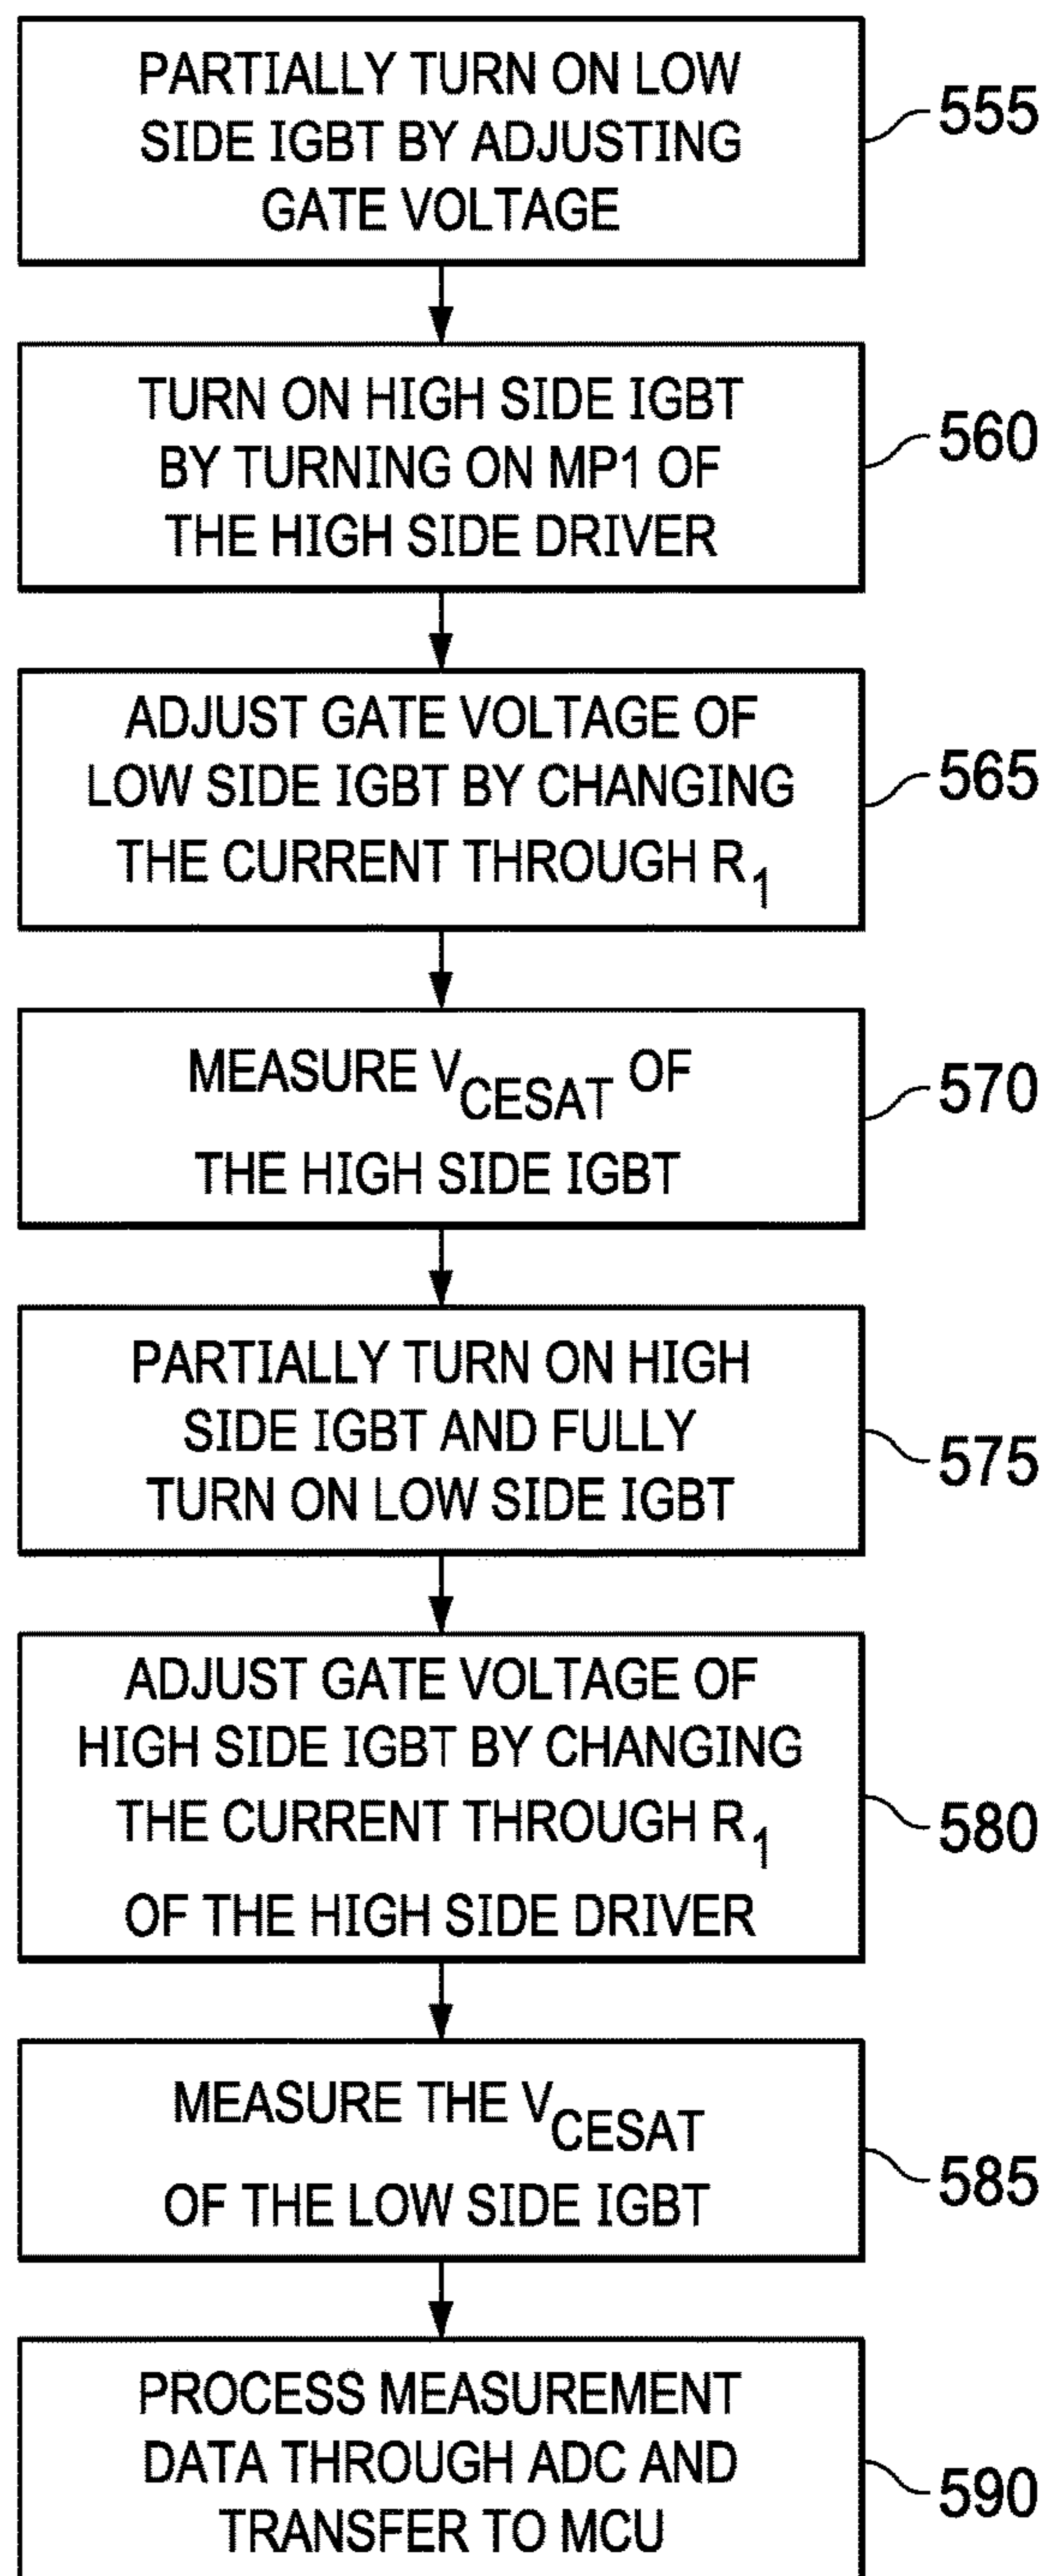 PARTIALLY TURN ON LOW
SIDE IGBT BY ADJUSTING
GATE VOLTAGE
555
TURN ON HIGH SIDE IGBT
BY TURNING ON MP1 OF
THE HIGH SIDE DRIVER
560
ADJUST GATE VOLTAGE OF
LOW SIDE IGBT BY CHANGING
THE CURRENT THROUGH R1
565
MEASURE VCESAT OF
THE HIGH SIDE IGBT
570
PARTIALLY TURN ON HIGH
SIDE IGBT AND FULLY
TURN ON LOW SIDE IGBT
575
ADJUST GATE VOLTAGE OF
HIGH SIDE IGBT BY CHANGING
THE CURRENT THROUGH R1
OF THE HIGH SIDE DRIVER
580
MEASURE THE VCESAT
OF THE LOW SIDE IGBT
585
PROCESS MEASUREMENT
DATA THROUGH ADC AND
TRANSFER TO MCU
590